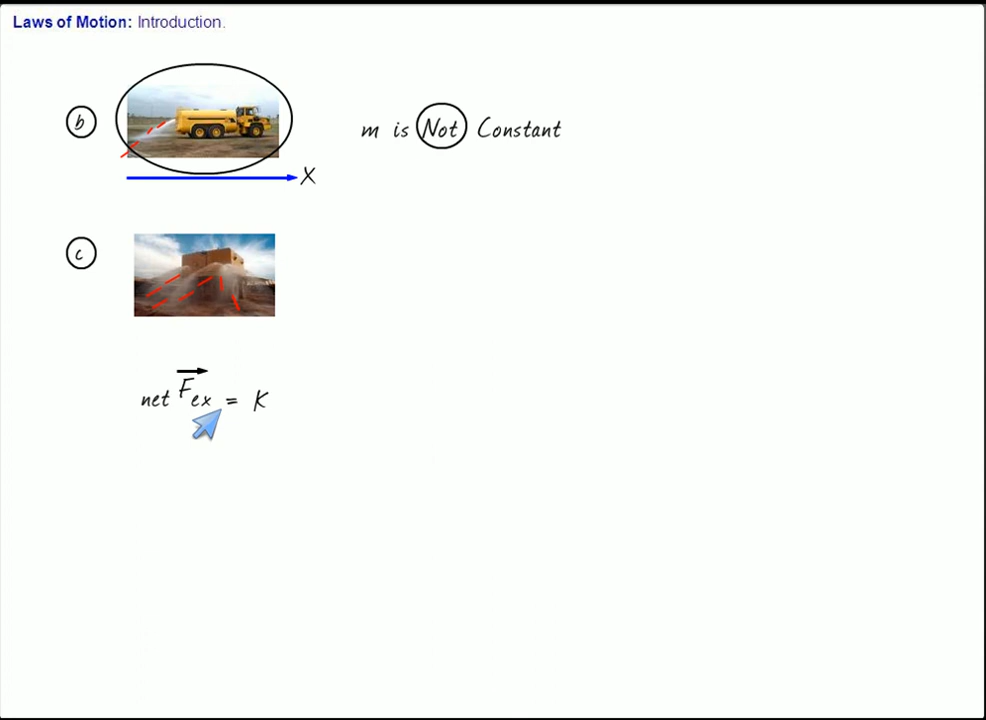 Laws of Motion: Introduction.
b
m is Not Constant
X
c
net F⃗ex = K